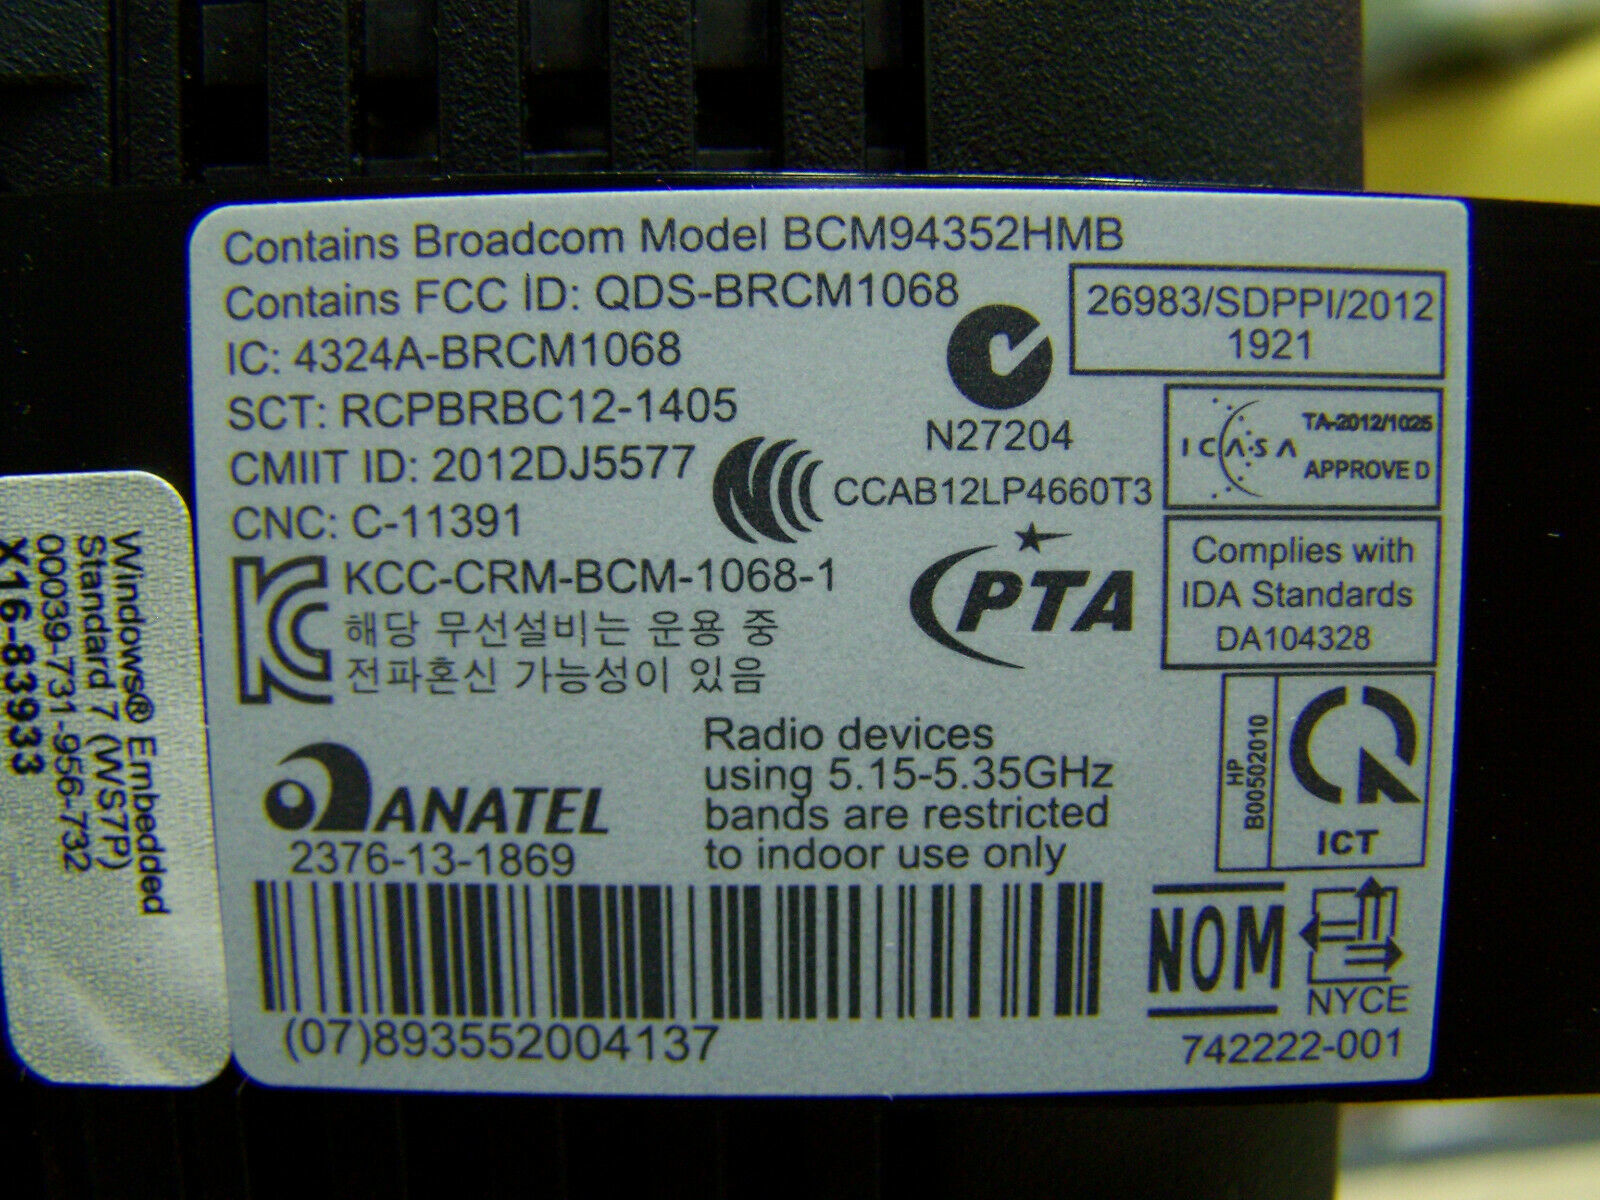 Contains Broadcom Model BCM94352HMB
Contains FCC ID: QDS-BRCM1068
IC: 4324A-BRCM1068
SCT: RCPBRBC12-1405
CMIIT ID: 2012DJ5577
CNC: C-11391
KCC-CRM-BCM-1068-1
해당 무선설비는 운용 중
전파혼신 가능성이 있음
N27204
CCAB12LP4660T3
PTA
26983/SDPPI/2012
1921
ICASA
TA-2012/1025
APPROVED
Complies with
IDA Standards
DA104328
HP
B00502010
ICT
ANATEL
2376-13-1869
Radio devices
using 5.15-5.35GHz
bands are restricted
to indoor use only
(07)893552004137
NOM
NYCE
742222-001
Windows® Embedded
Standard 7 (WS7P)
00039-731-956-732
X16-83933